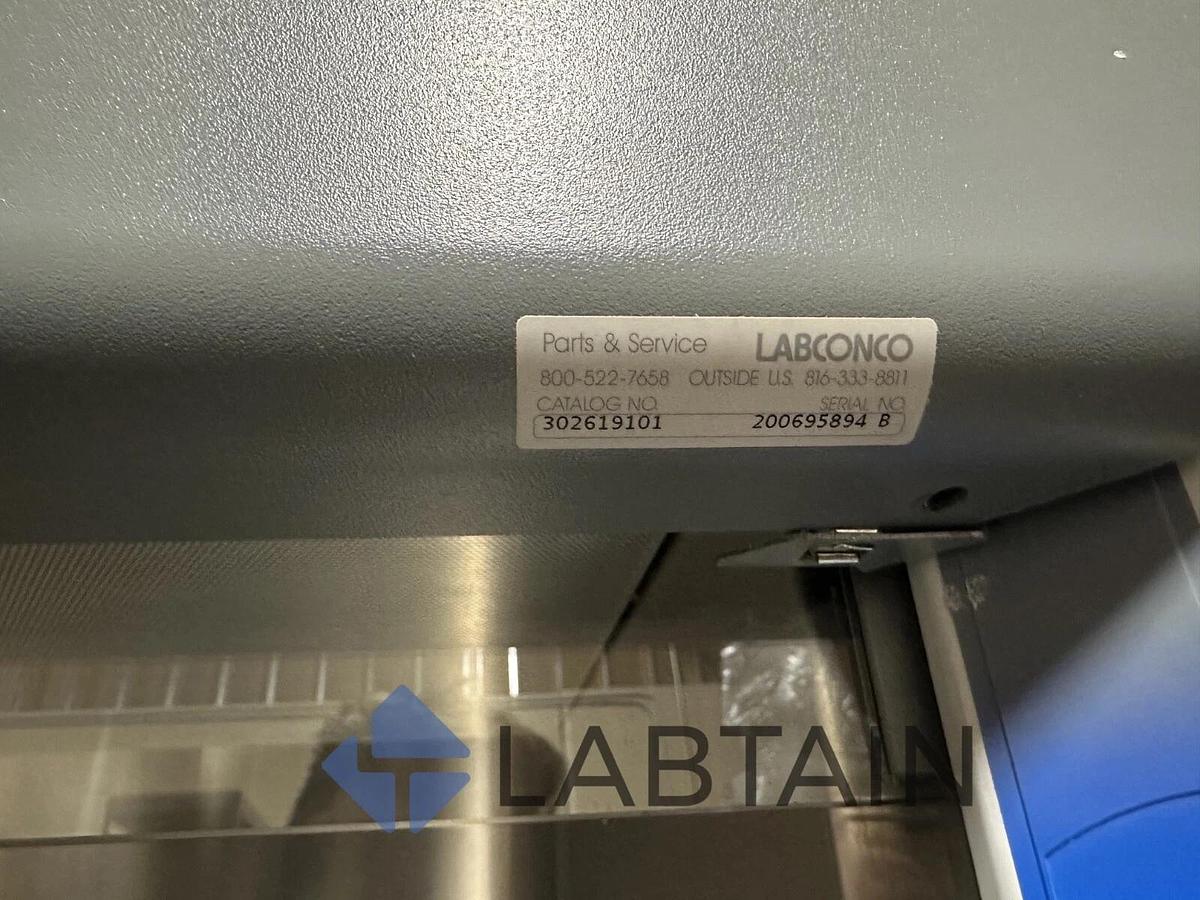 Parts & Service LABCONCO
800-522-7658 OUTSIDE U.S. 816-333-8811
CATALOG NO. SERIAL NO.
302619101 200695894 B
LABTAIN